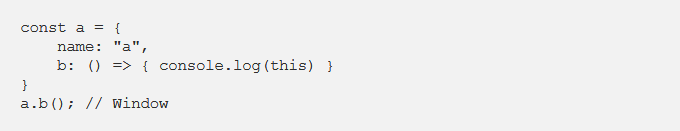 const a = {
    name: "a",
    b: () => { console.log(this) }
}
a.b(); // Window